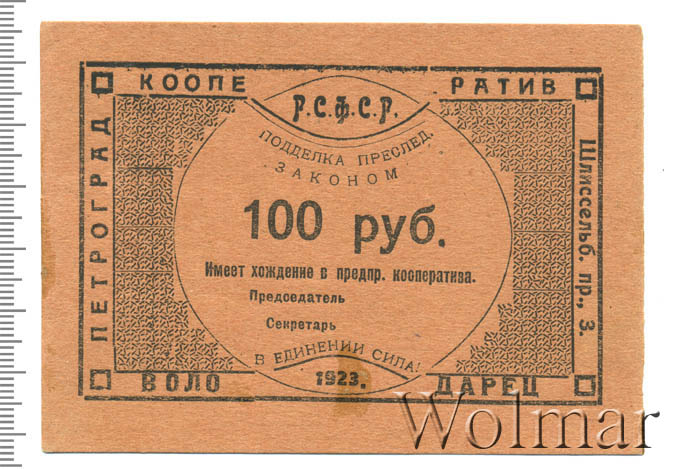 КООПЕ РАТИВ
Р.С.Ф.С.Р.
ПЕТРОГРАД
ПОДДЕЛКА ПРЕСЛЕД.
ЗАКОНОМ
100 руб.
Имеет хождение в предпр. кооператива.
Председатель
Секретарь
В ЕДИНЕНИИ СИЛА!
1923.
ВОЛО ДАРЕЦ
Шлиссельб. пр., 3.
Wolmar